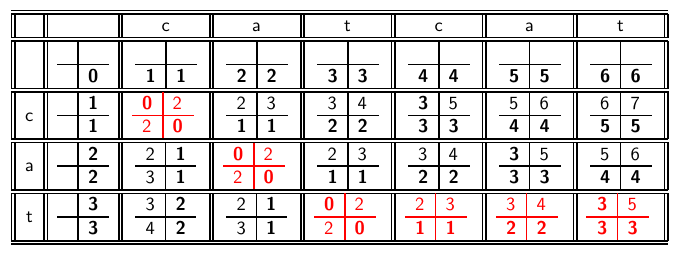 c a t c a t
0 1 1 2 2 3 3 4 4 5 5 6 6
1 0 2 2 3 3 4 3 5 5 6 6 7
c
1 2 0 1 1 2 2 3 3 4 4 5 5
2 2 1 0 2 2 3 3 4 3 5 5 6
a
2 3 1 2 0 1 1 2 2 3 3 4 4
3 3 2 2 1 0 2 2 3 3 4 3 5
t
3 4 2 3 1 2 0 1 1 2 2 3 3